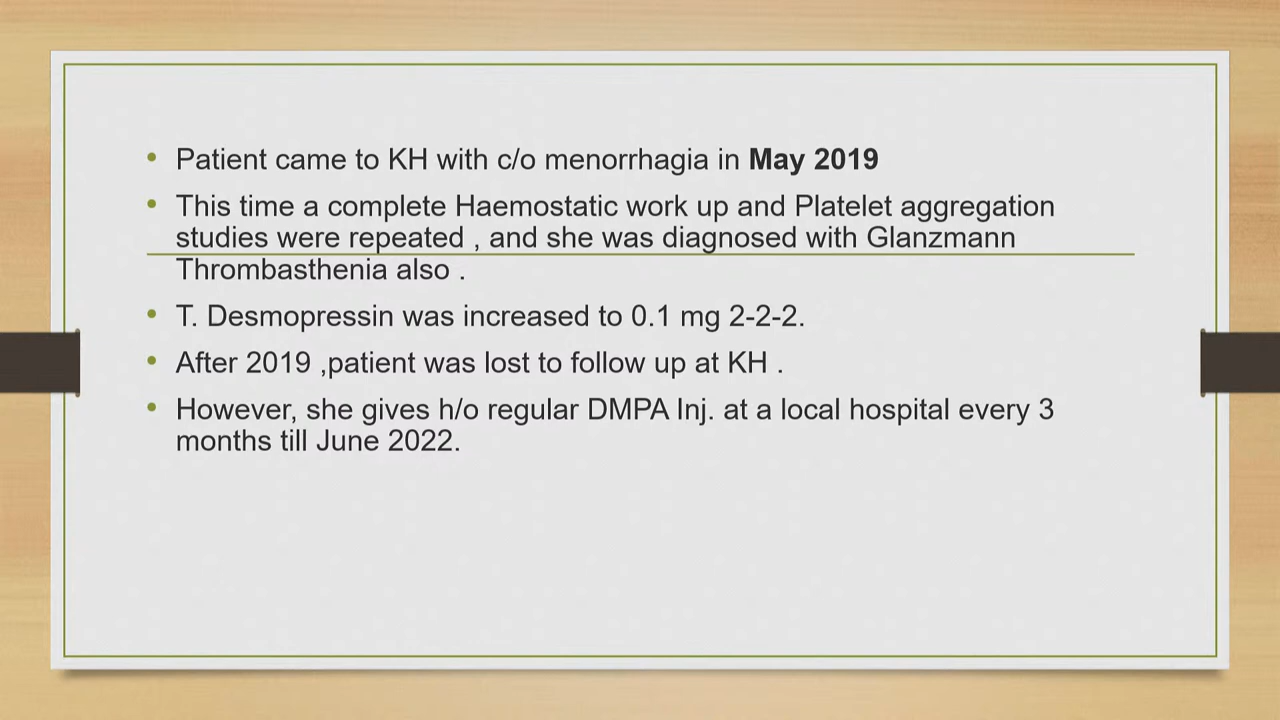 • Patient came to KH with c/o menorrhagia in May 2019
• This time a complete Haemostatic work up and Platelet aggregation
studies were repeated , and she was diagnosed with Glanzmann
Thrombasthenia also .
• T. Desmopressin was increased to 0.1 mg 2-2-2.
• After 2019 ,patient was lost to follow up at KH .
• However, she gives h/o regular DMPA Inj. at a local hospital every 3
months till June 2022.